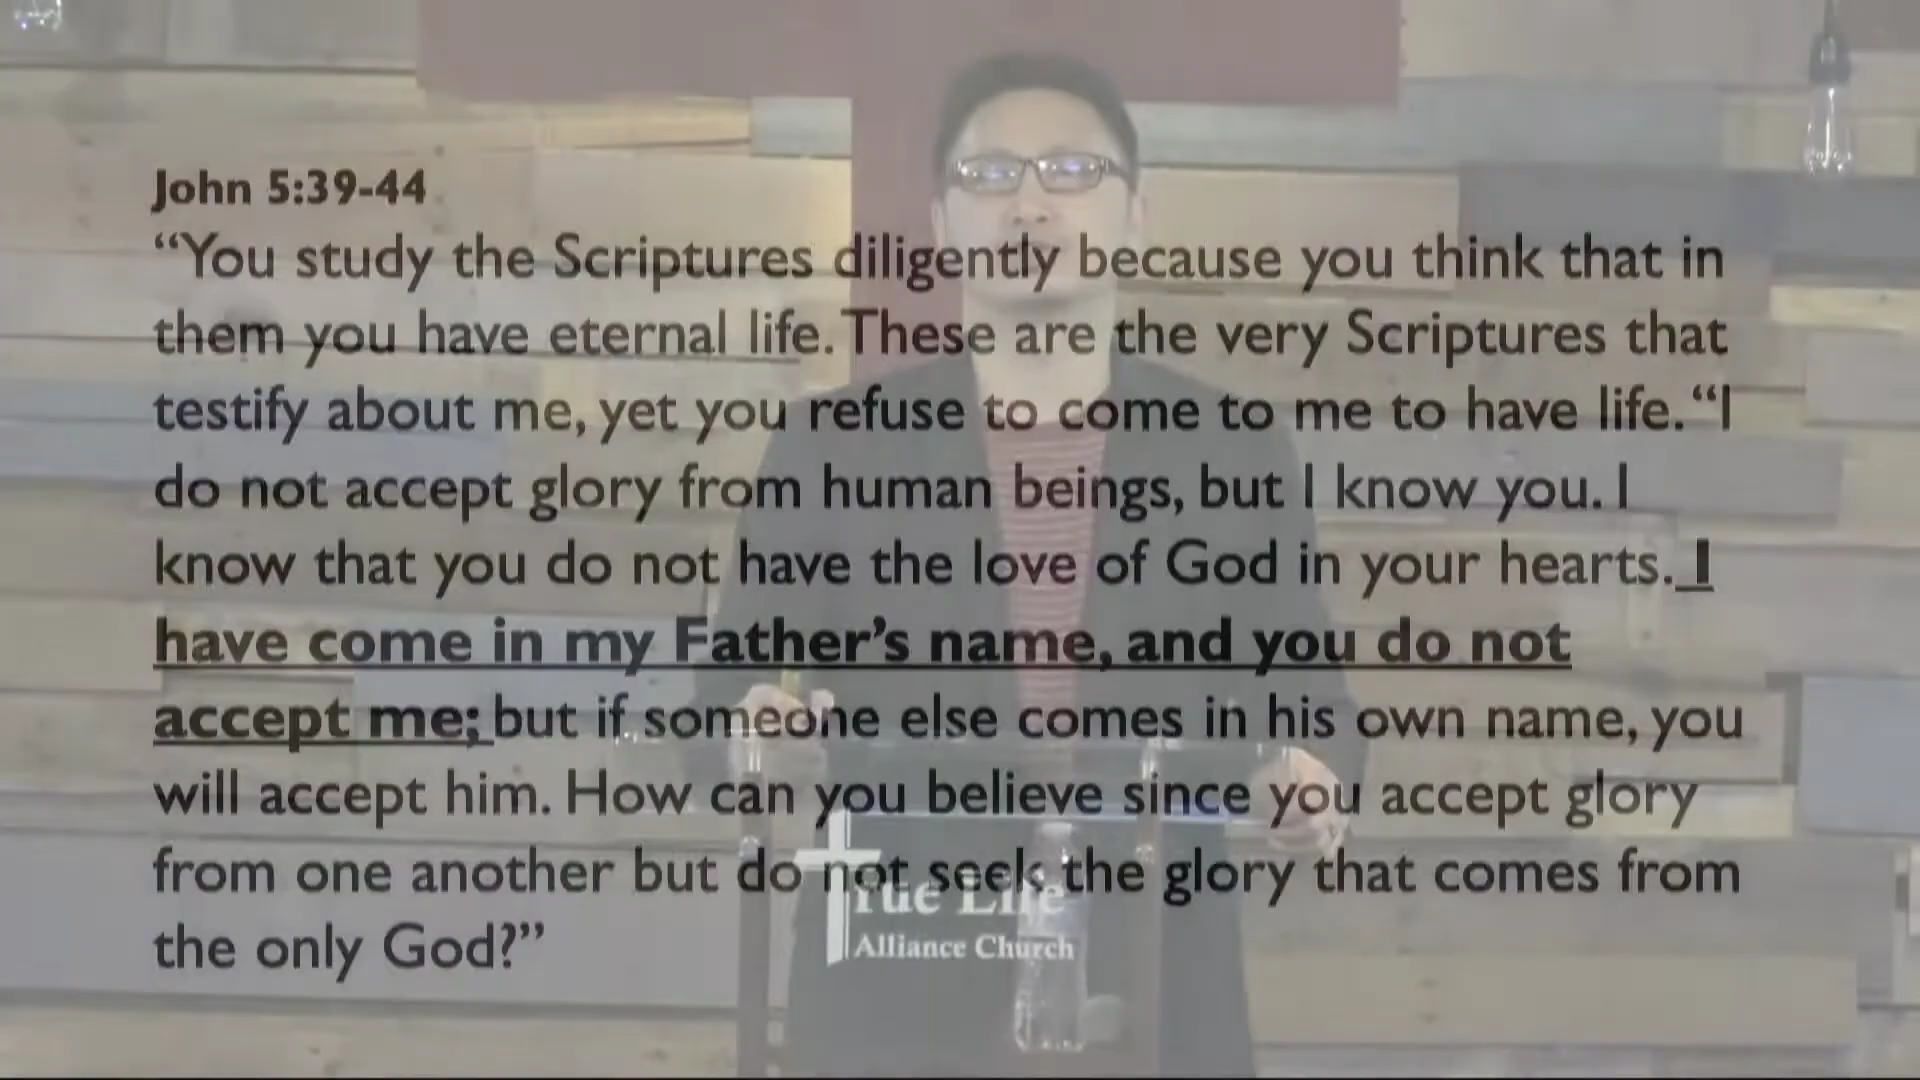 John 5:39-44
“You study the Scriptures diligently because you think that in
them you have eternal life. These are the very Scriptures that
testify about me, yet you refuse to come to me to have life. “I
do not accept glory from human beings, but I know you. I
know that you do not have the love of God in your hearts. I
have come in my Father’s name, and you do not
accept me; but if someone else comes in his own name, you
will accept him. How can you believe since you accept glory
from one another but do not seek the glory that comes from
the only God?”
True Life
Alliance Church